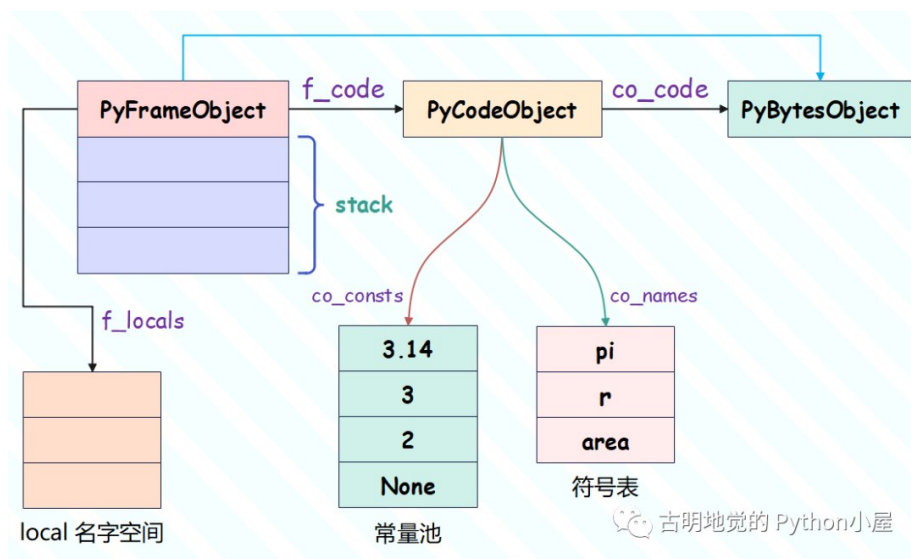 PyFrameObject
f_code
PyCodeObject
co_code
PyBytesObject
stack
co_consts
co_names
f_locals
3.14
3
2
None
pi
r
area
local 名字空间
常量池
符号表
古明地觉的 Python小屋